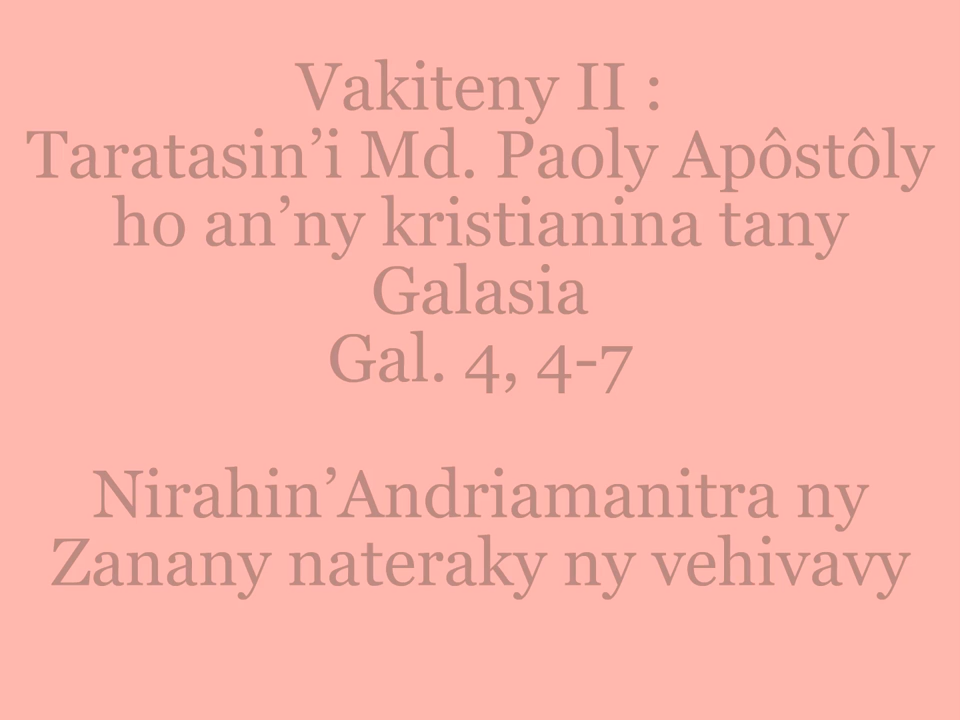 Vakiteny II :
Taratasin’i Md. Paoly Apôstôly
ho an’ny kristianina tany
Galasia
Gal. 4, 4-7
Nirahin’Andriamanitra ny
Zanany nateraky ny vehivavy